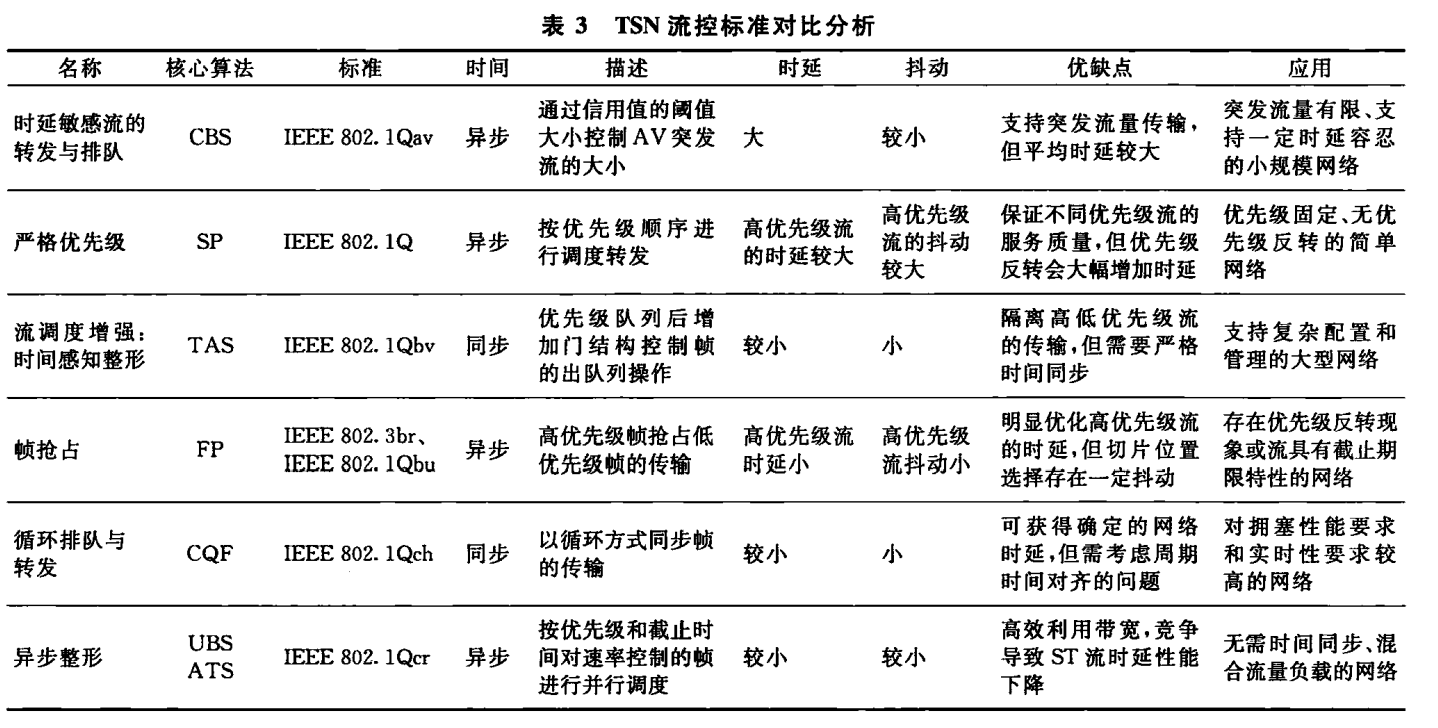 表 3 TSN 流控标准对比分析
名称 核心算法 标准 时间 描述 时延 抖动 优缺点 应用
时延敏感流的
转发与排队
CBS
IEEE 802.1Qav
异步
通过信用值的阈值
大小控制 AV 突发
流的大小
大
较小
支持突发流量传输,
但平均时延较大
突发流量有限、支
持一定时延容忍
的小规模网络
严格优先级
SP
IEEE 802.1Q
异步
按优先级顺序进
行调度转发
高优先级流
的时延较大
高优先级
流的抖动
较大
保证不同优先级流的
服务质量,但优先级
反转会大幅增加时延
优先级固定、无优
先级反转的简单
网络
流调度增强:
时间感知整形
TAS
IEEE 802.1Qbv
同步
优先级队列后增
加门结构控制帧
的出队列操作
较小
小
隔离高低优先级流
的传输,但需要严格
时间同步
支持复杂配置和
管理的大型网络
帧抢占
FP
IEEE 802.3br、
IEEE 802.1Qbu
异步
高优先级帧抢占低
优先级帧的传输
高优先级流
时延小
高优先级
流抖动小
明显优化高优先级流
的时延,但切片位置
选择存在一定抖动
存在优先级反转现
象或流具有截止期
限特性的网络
循环排队与
转发
CQF
IEEE 802.1Qch
同步
以循环方式同步帧
的传输
较小
小
可获得确定的网络
时延,但需考虑周期
时间对齐的问题
对拥塞性能要求
和实时性要求较
高的网络
异步整形
UBS
ATS
IEEE 802.1Qcr
异步
按优先级和截止时
间对速率控制的帧
进行并行调度
较小
较小
高效利用带宽,竞争
导致 ST 流时延性能
下降
无需时间同步、混
合流量负载的网络